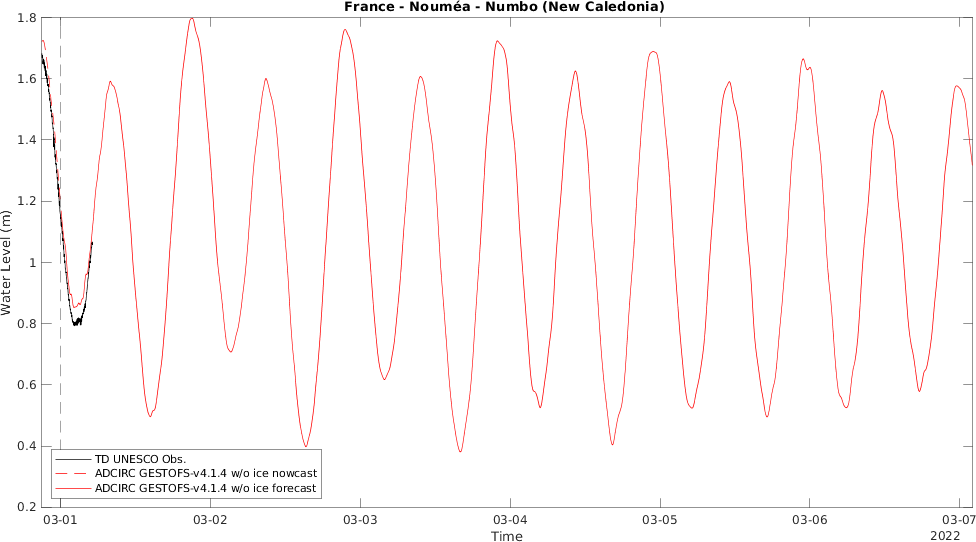 France - Nouméa - Numbo (New Caledonia)
Water Level (m)
1.8
1.6
1.4
1.2
1
0.8
0.6
0.4
0.2
TD UNESCO Obs.
ADCIRC GESTOFS-v4.1.4 w/o ice nowcast
ADCIRC GESTOFS-v4.1.4 w/o ice forecast
03-01 03-02 03-03 03-04 03-05 03-06 03-07
Time
2022